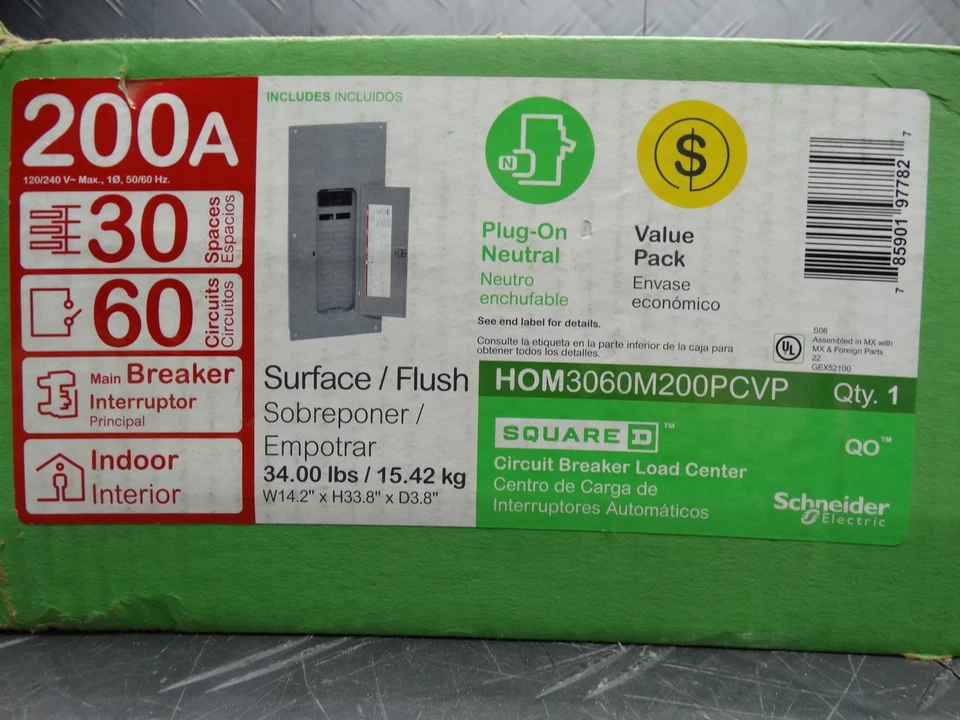 200A
120/240 V~ Max., 1Ø, 50/60 Hz.
30 Spaces Espacios
60 Circuits Circuitos
Main Breaker
Interruptor
Principal
Indoor
Interior
INCLUDES INCLUIDOS
Surface / Flush
Sobreponer /
Empotrar
34.00 lbs / 15.42 kg
W14.2" x H33.8" x D3.8"
N
Plug-On
Neutral
Neutro
enchufable
$
Value
Pack
Envase
económico
See end label for details.
Consulte la etiqueta en la parte inferior de la caja para
obtener todos los detalles.
7 85901 97782 7
UL
S06
Assembled in MX with
MX & Foreign Parts
22
GEX52100
HOM3060M200PCVP Qty. 1
SQUARE D™
QO™
Circuit Breaker Load Center
Centro de Carga de
Interruptores Automáticos
Schneider
Electric